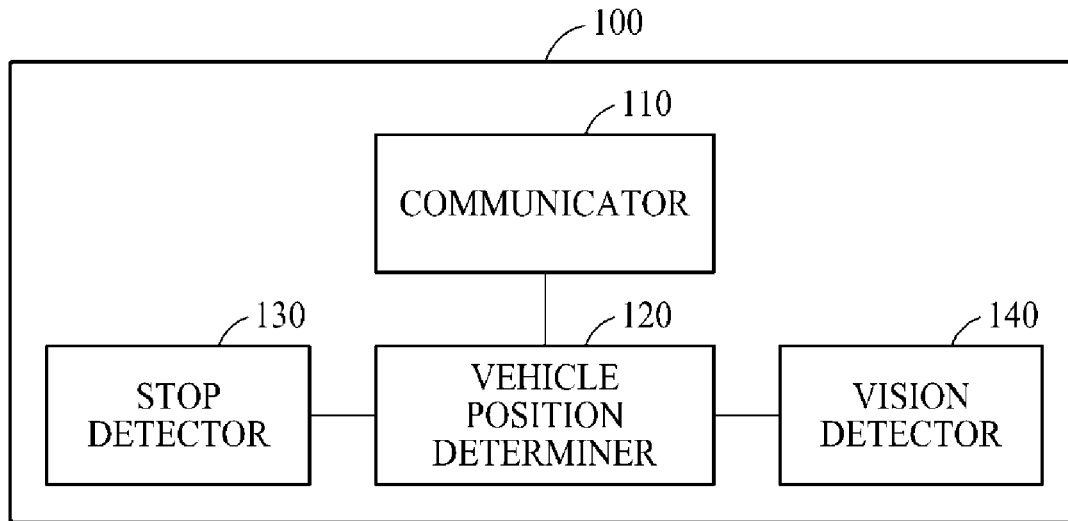 100
110
COMMUNICATOR
130
120
140
STOP
DETECTOR
VEHICLE
POSITION
DETERMINER
VISION
DETECTOR